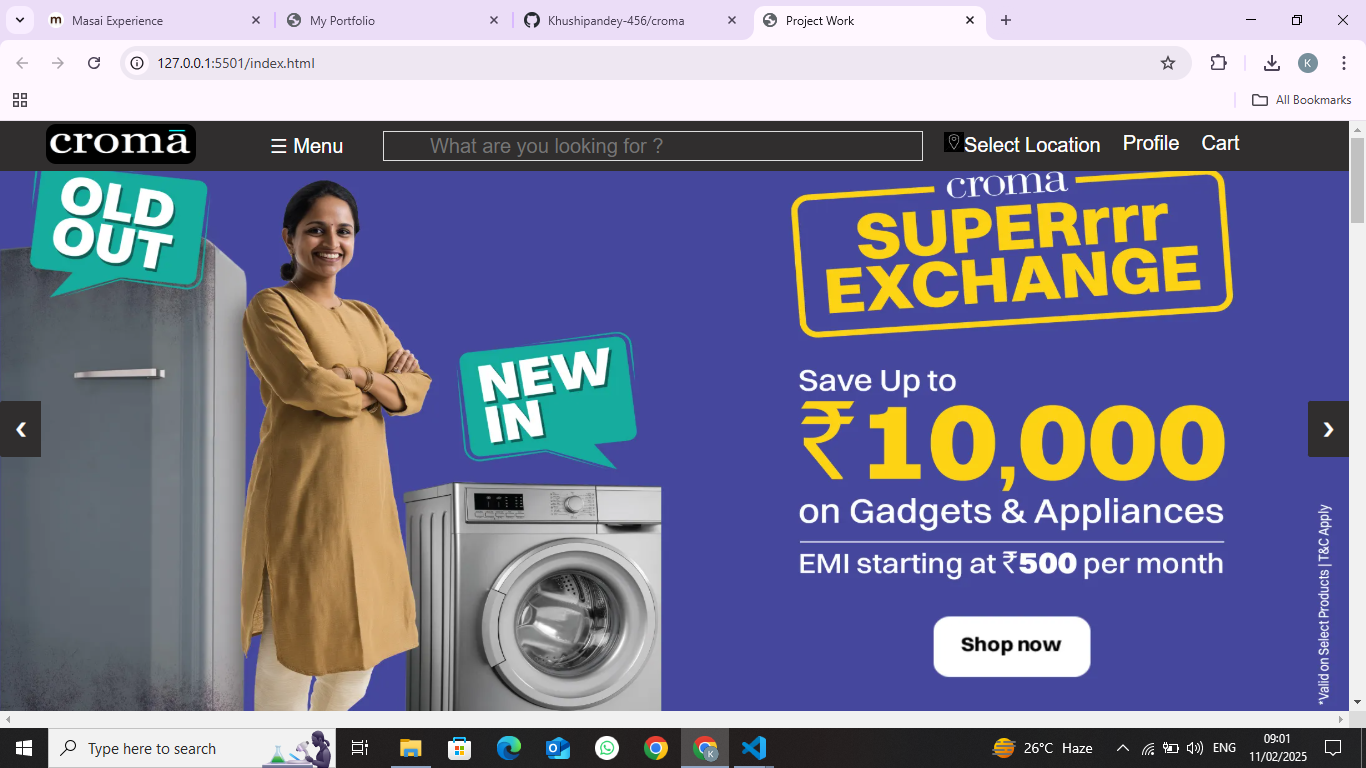 Masai Experience
My Portfolio
Khushipandey-456/croma
Project Work
127.0.0.1:5501/index.html
K
All Bookmarks
croma
☰ Menu
What are you looking for ?
Select Location
Profile
Cart
OLD
OUT
NEW
IN
croma
SUPERrrr
EXCHANGE
Save Up to
₹10,000
on Gadgets & Appliances
EMI starting at ₹500 per month
Shop now
*Valid on Select Products | T&C Apply
❮
❯
Type here to search
26°C Haze
ENG
09:01
11/02/2025